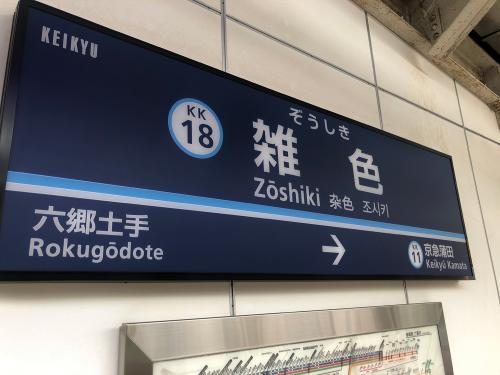 KEIKYU
KK
18
ぞうしき
雑色
Zōshiki 杂色 조시키
六郷土手
Rokugōdote
→
KK
11
京急蒲田
Keikyū Kamata